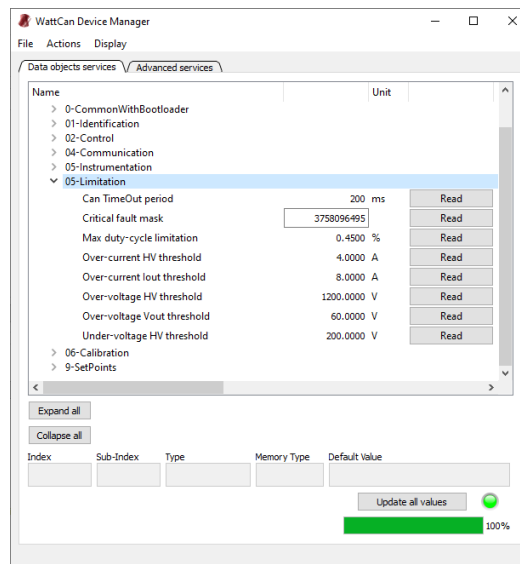 WattCan Device Manager
File Actions Display
Data objects services Advanced services
Name Unit
0-CommonWithBootloader
01-Identification
02-Control
04-Communication
05-Instrumentation
05-Limitation
Can TimeOut period 200 ms Read
Critical fault mask 3758096495 Read
Max duty-cycle limitation 0.4500 % Read
Over-current HV threshold 4.0000 A Read
Over-current Iout threshold 8.0000 A Read
Over-voltage HV threshold 1200.0000 V Read
Over-voltage Vout threshold 60.0000 V Read
Under-voltage HV threshold 200.0000 V Read
06-Calibration
9-SetPoints
Expand all
Collapse all
Index Sub-Index Type Memory Type Default Value
Update all values
100%